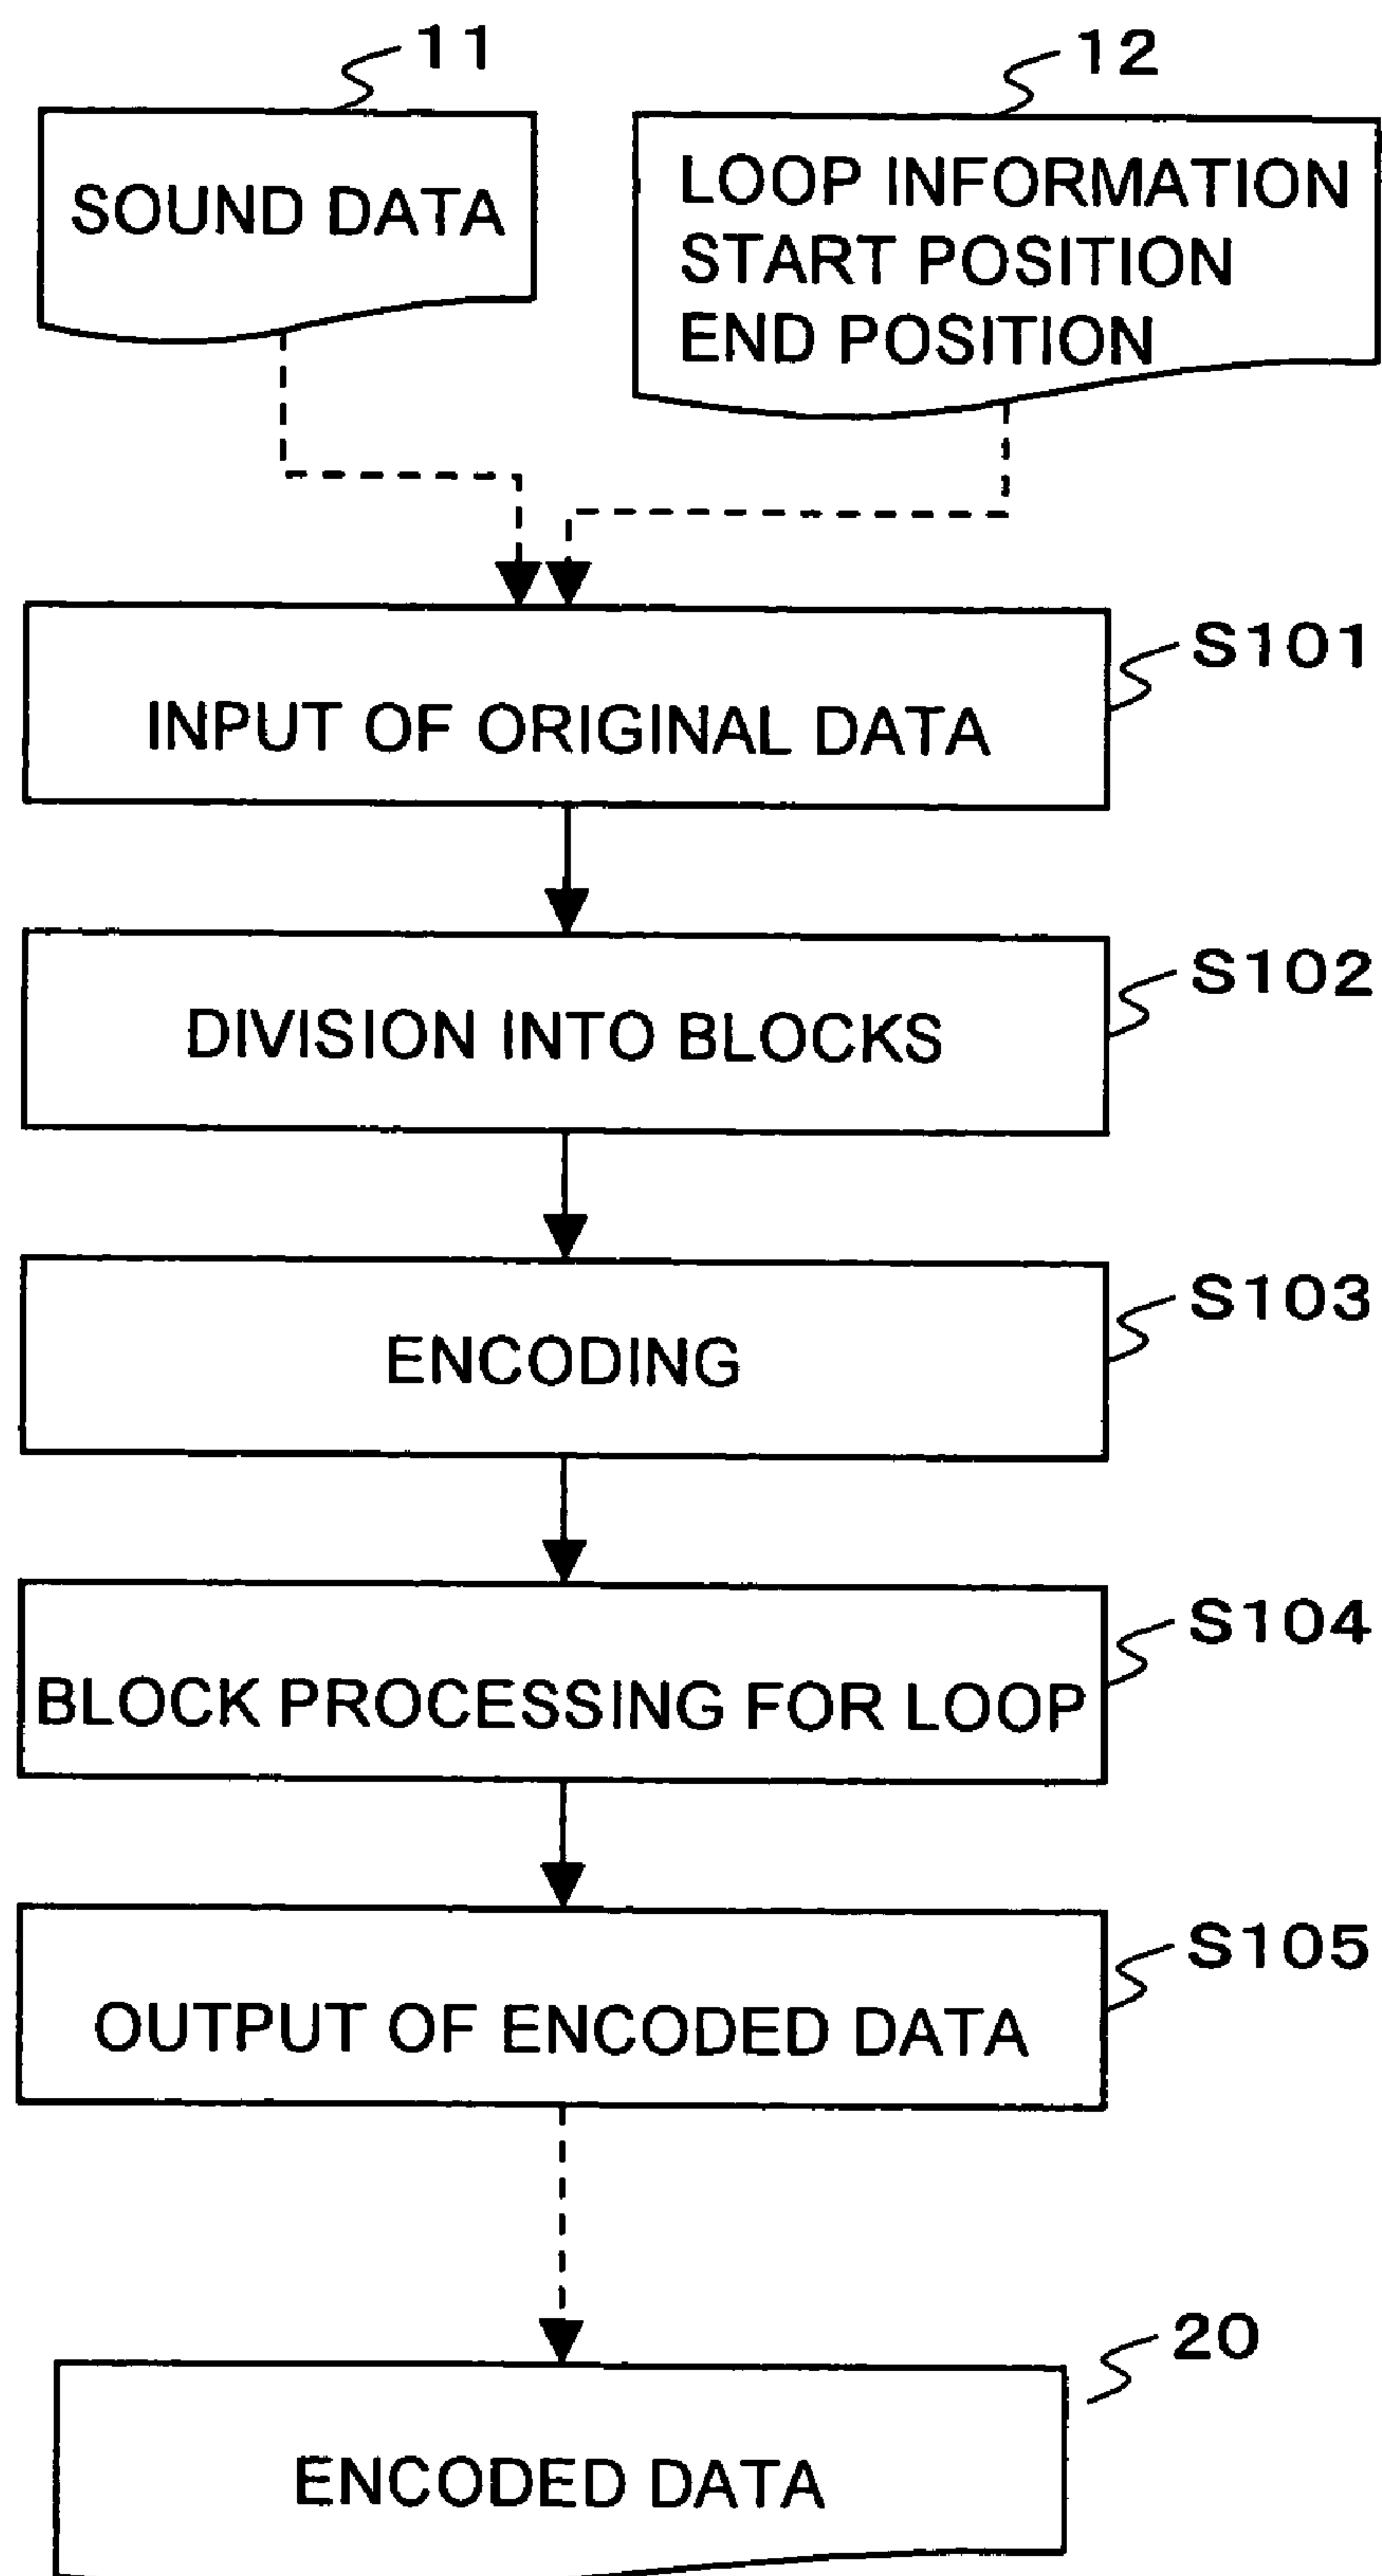 11
12
SOUND DATA
LOOP INFORMATION
START POSITION
END POSITION
S101
INPUT OF ORIGINAL DATA
S102
DIVISION INTO BLOCKS
S103
ENCODING
S104
BLOCK PROCESSING FOR LOOP
S105
OUTPUT OF ENCODED DATA
20
ENCODED DATA